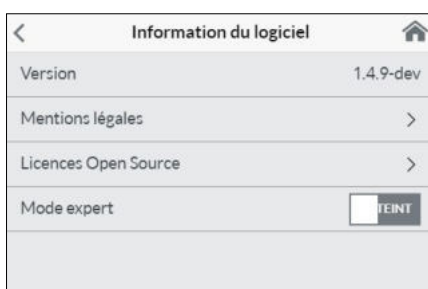 Information du logiciel
Version 1.4.9-dev
Mentions légales
Licences Open Source
Mode expert TEINT